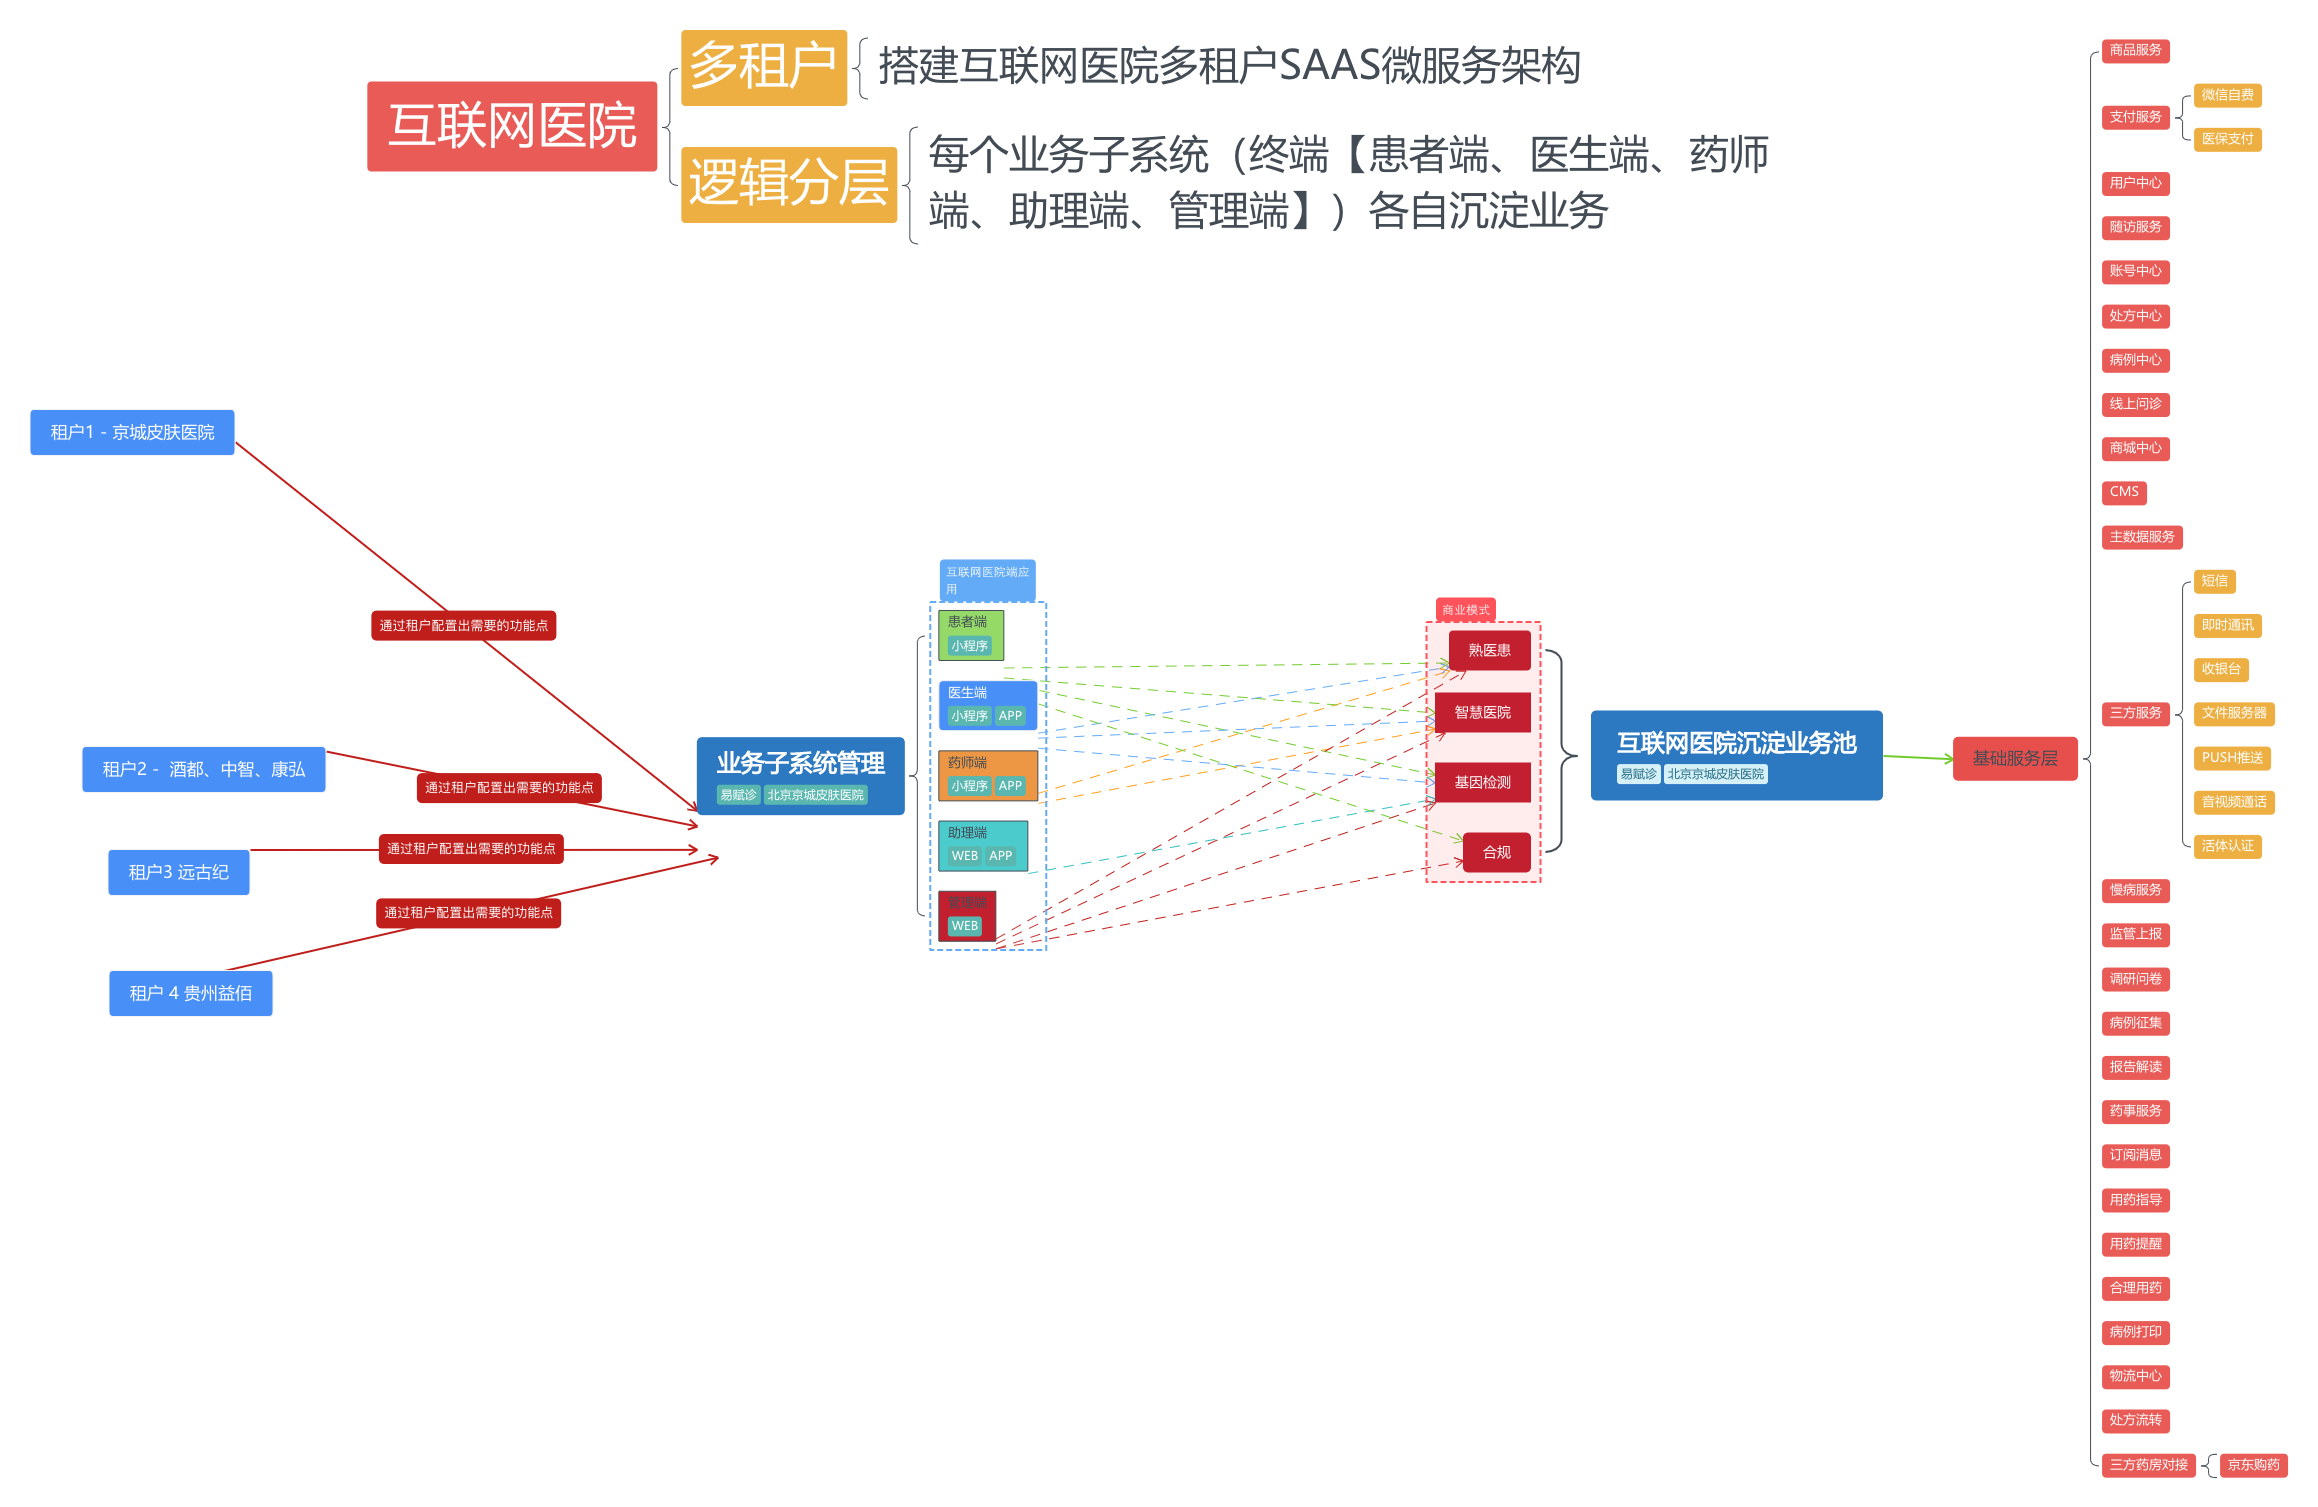 互联网医院
多租户
搭建互联网医院多租户SAAS微服务架构
逻辑分层
每个业务子系统（终端【患者端、医生端、药师
端、助理端、管理端】）各自沉淀业务
租户1 - 京城皮肤医院
通过租户配置出需要的功能点
租户2 - 酒都、中智、康弘
通过租户配置出需要的功能点
租户3 远古纪
通过租户配置出需要的功能点
租户 4 贵州益佰
通过租户配置出需要的功能点
业务子系统管理
易赋诊 北京京城皮肤医院
互联网医院端应
用
患者端
小程序
医生端
小程序 APP
药师端
小程序 APP
助理端
WEB APP
管理端
WEB
商业模式
熟医患
智慧医院
基因检测
合规
互联网医院沉淀业务池
易赋诊 北京京城皮肤医院
基础服务层
商品服务
支付服务
微信自费
医保支付
用户中心
随访服务
账号中心
处方中心
病例中心
线上问诊
商城中心
CMS
主数据服务
三方服务
短信
即时通讯
收银台
文件服务器
PUSH推送
音视频通话
活体认证
慢病服务
监管上报
调研问卷
病例征集
报告解读
药事服务
订阅消息
用药指导
用药提醒
合理用药
病例打印
物流中心
处方流转
三方药房对接
京东购药